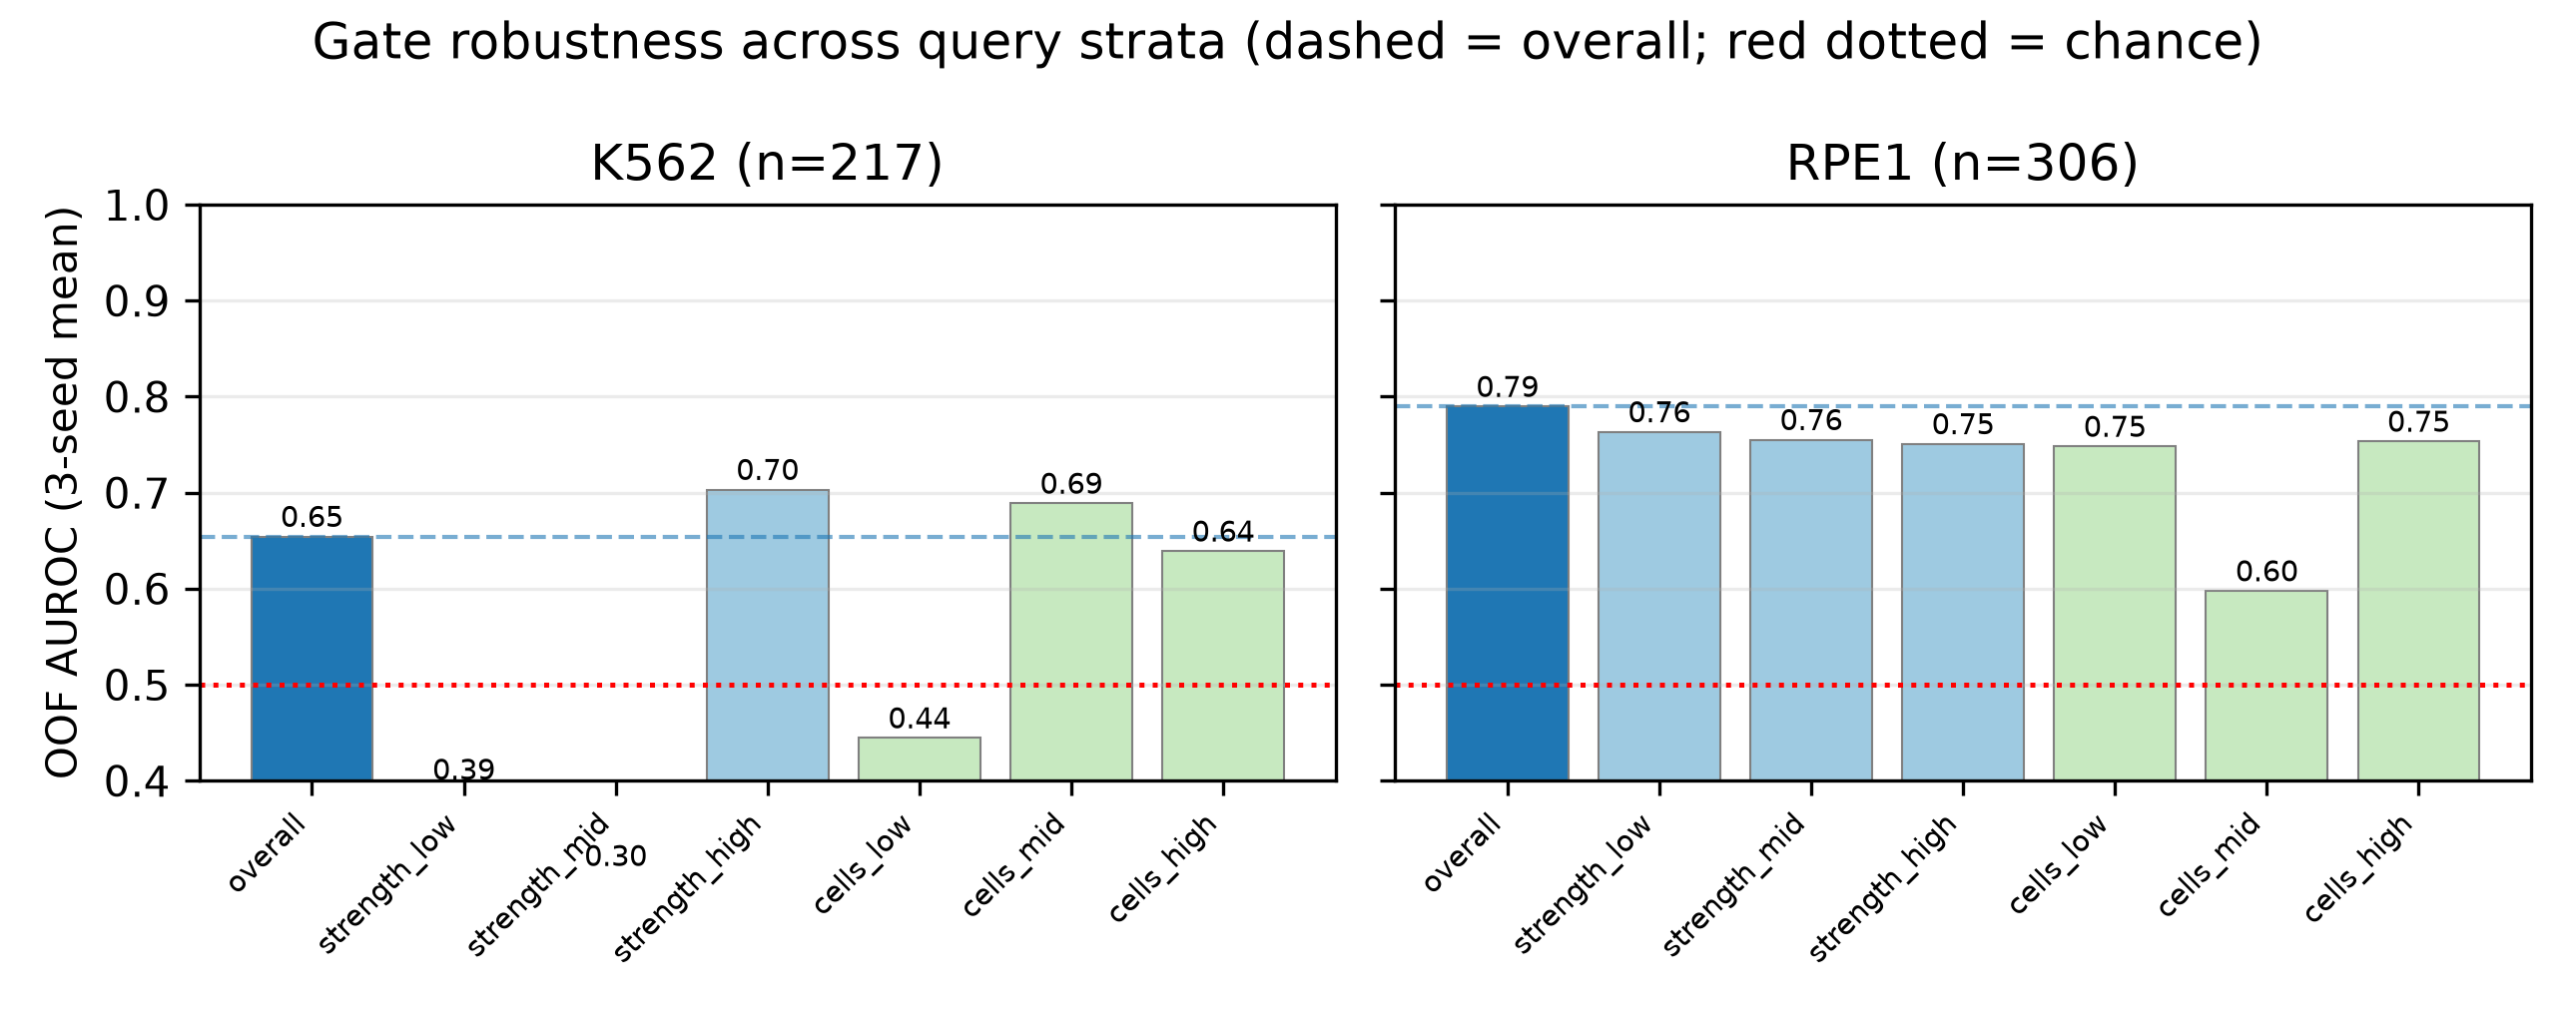 Gate robustness across query strata (dashed = overall; red dotted = chance)
K562 (n=217)
OOF AUROC (3-seed mean)
1.0
0.9
0.8
0.7
0.6
0.5
0.4
0.65
0.39
0.30
0.70
0.44
0.69
0.64
overall
strength_low
strength_mid
strength_high
cells_low
cells_mid
cells_high
RPE1 (n=306)
0.79
0.76
0.76
0.75
0.75
0.60
0.75
overall
strength_low
strength_mid
strength_high
cells_low
cells_mid
cells_high